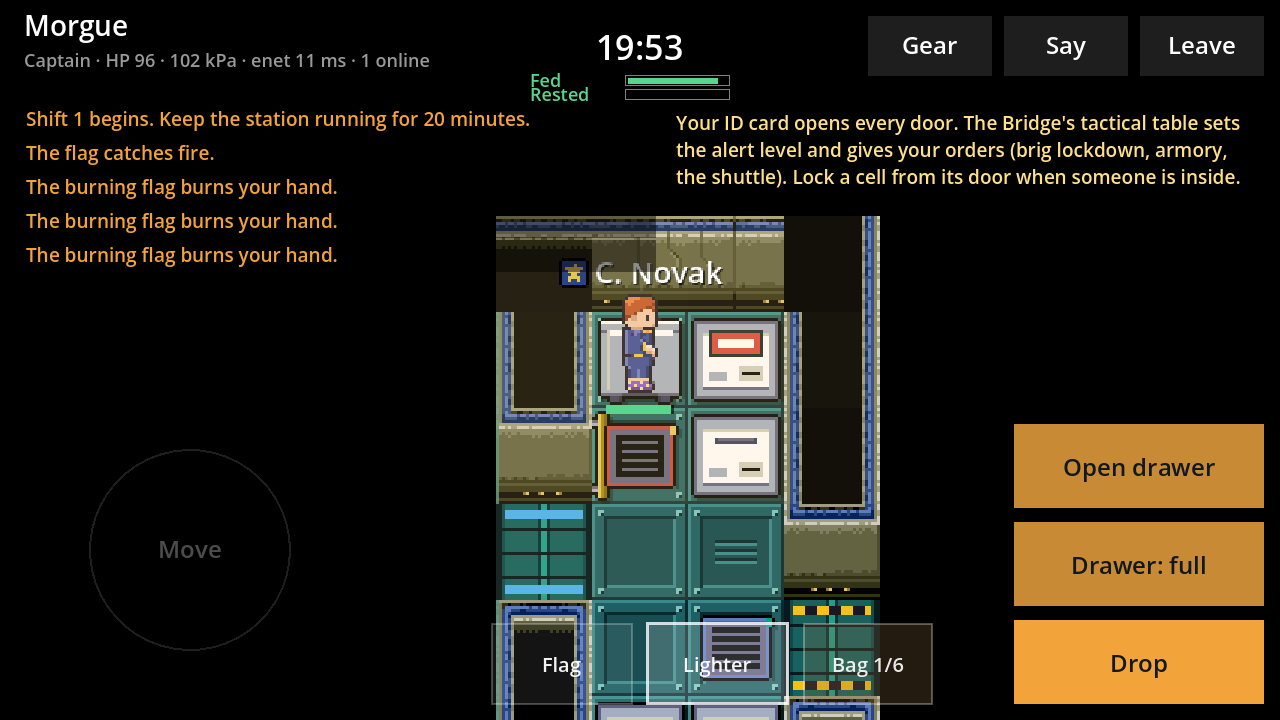 Morgue
Captain · HP 96 · 102 kPa · enet 11 ms · 1 online
19:53
Fed
Rested
Gear
Say
Leave
Shift 1 begins. Keep the station running for 20 minutes.
The flag catches fire.
The burning flag burns your hand.
The burning flag burns your hand.
The burning flag burns your hand.
Your ID card opens every door. The Bridge's tactical table sets
the alert level and gives your orders (brig lockdown, armory,
the shuttle). Lock a cell from its door when someone is inside.
C. Novak
Move
Open drawer
Drawer: full
Drop
Flag
Lighter
Bag 1/6